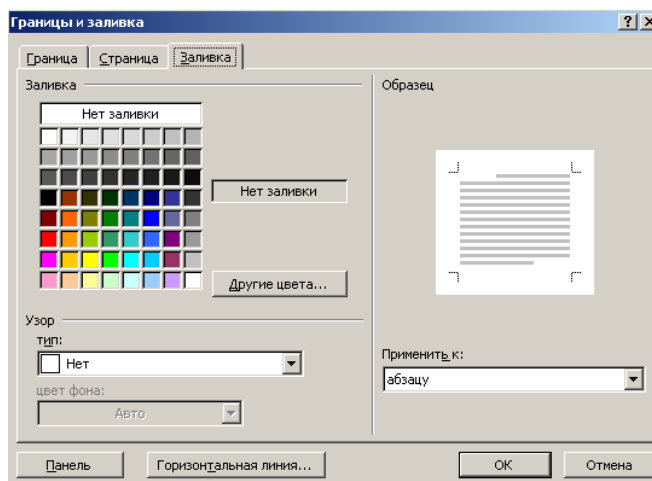 Границы и заливка
Граница Страница Заливка
Заливка
Нет заливки
Нет заливки
Другие цвета...
Узор
тип:
Нет
цвет фона:
Авто
Образец
Применить к:
абзацу
Панель Горизонтальная линия... ОК Отмена